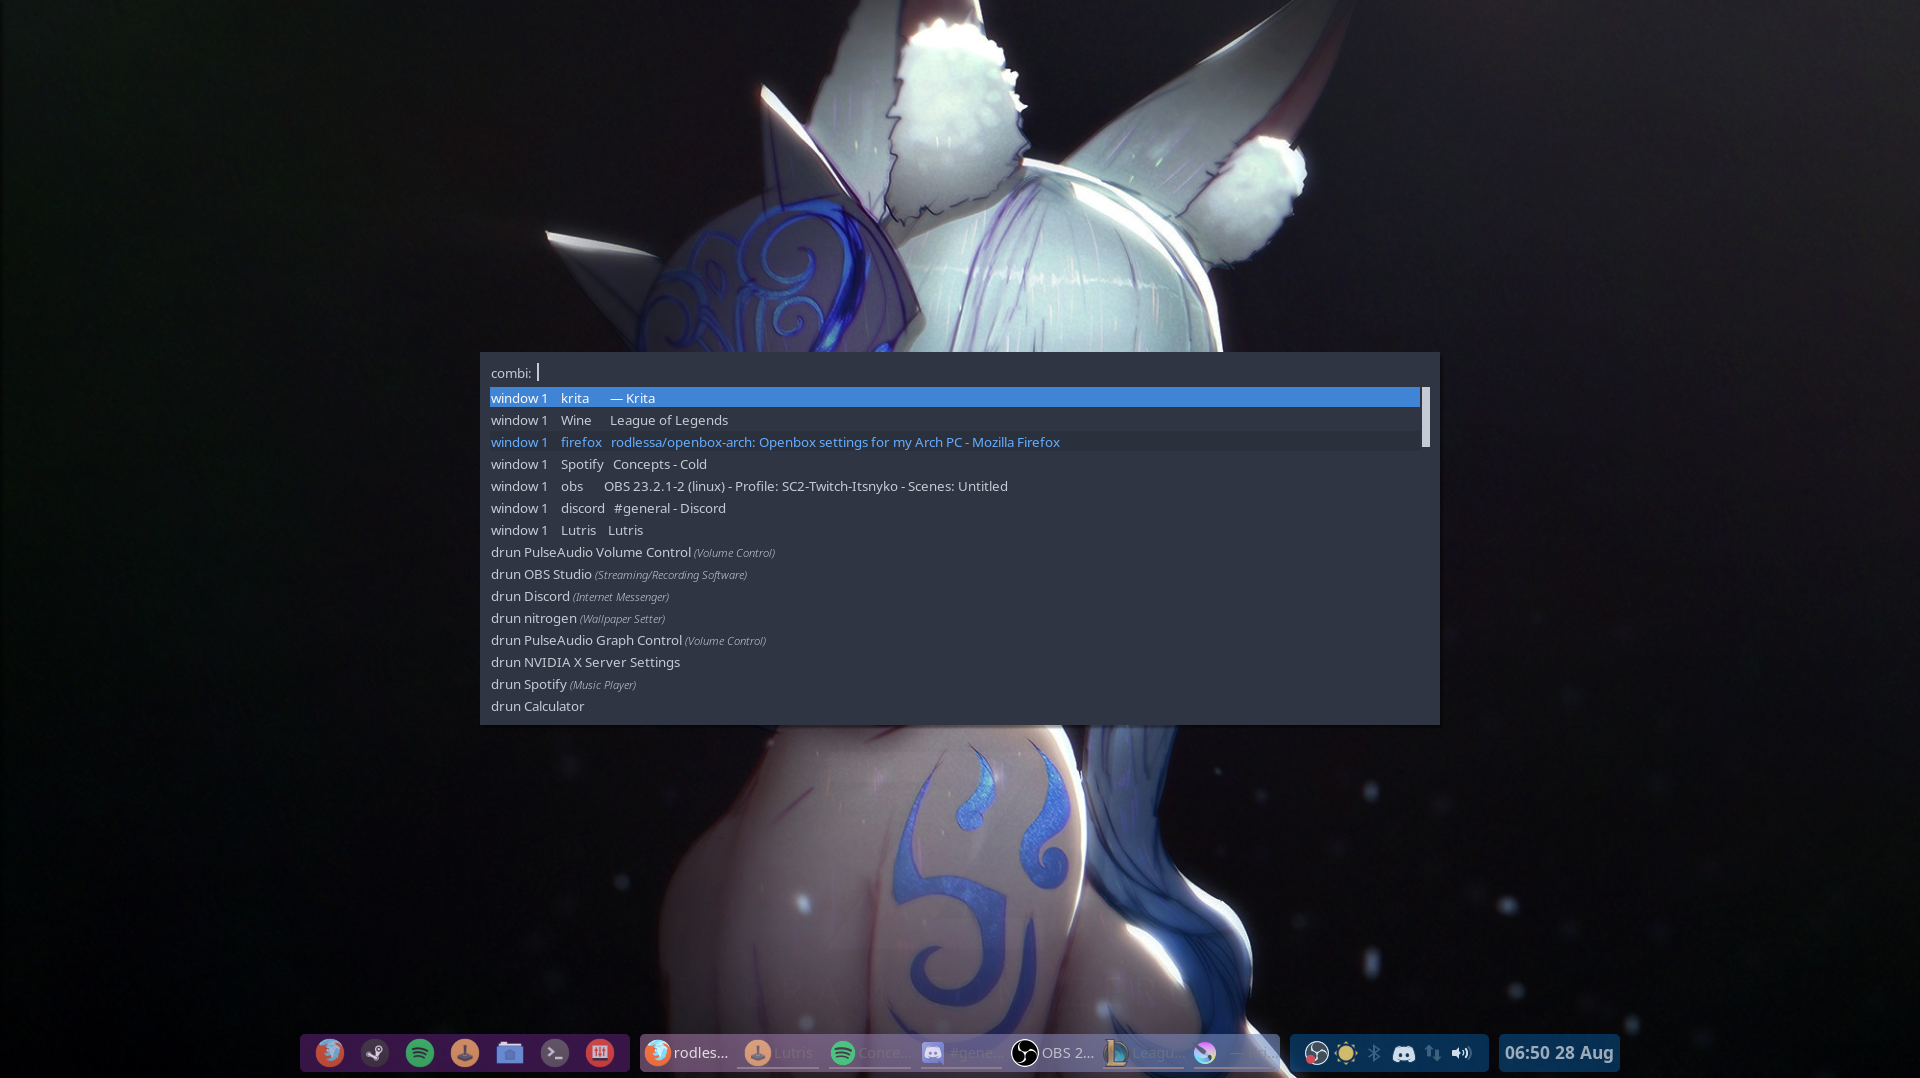 combi:
window 1 krita — Krita
window 1 Wine League of Legends
window 1 firefox rodlessa/openbox-arch: Openbox settings for my Arch PC - Mozilla Firefox
window 1 Spotify Concepts - Cold
window 1 obs OBS 23.2.1-2 (linux) - Profile: SC2-Twitch-Itsnyko - Scenes: Untitled
window 1 discord #general - Discord
window 1 Lutris Lutris
drun PulseAudio Volume Control (Volume Control)
drun OBS Studio (Streaming/Recording Software)
drun Discord (Internet Messenger)
drun nitrogen (Wallpaper Setter)
drun PulseAudio Graph Control (Volume Control)
drun NVIDIA X Server Settings
drun Spotify (Music Player)
drun Calculator
rodles... Lutris Conce... #gene... OBS 2... Leagu... 06:50 28 Aug